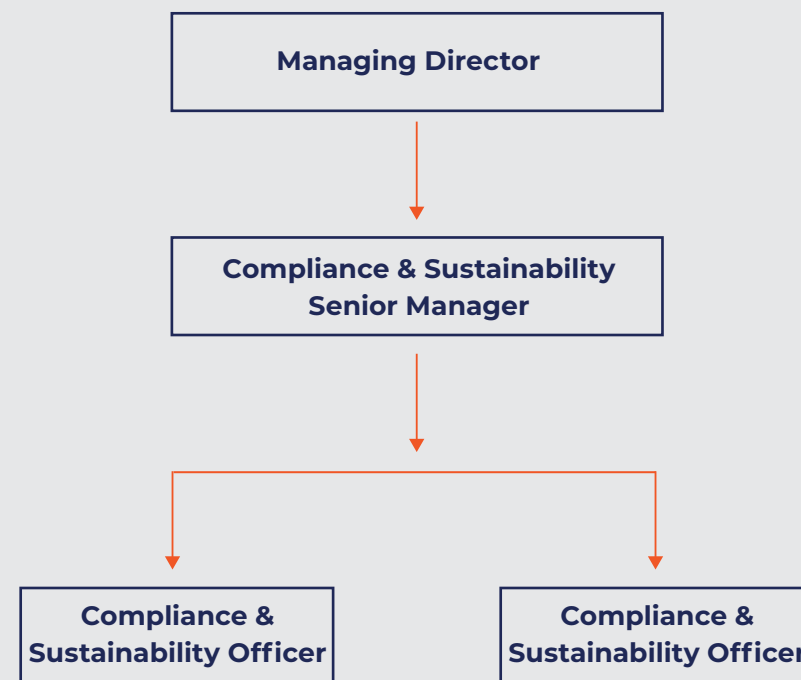 Managing Director
Compliance & Sustainability
Senior Manager
Compliance &
Sustainability Officer
Compliance &
Sustainability Officer